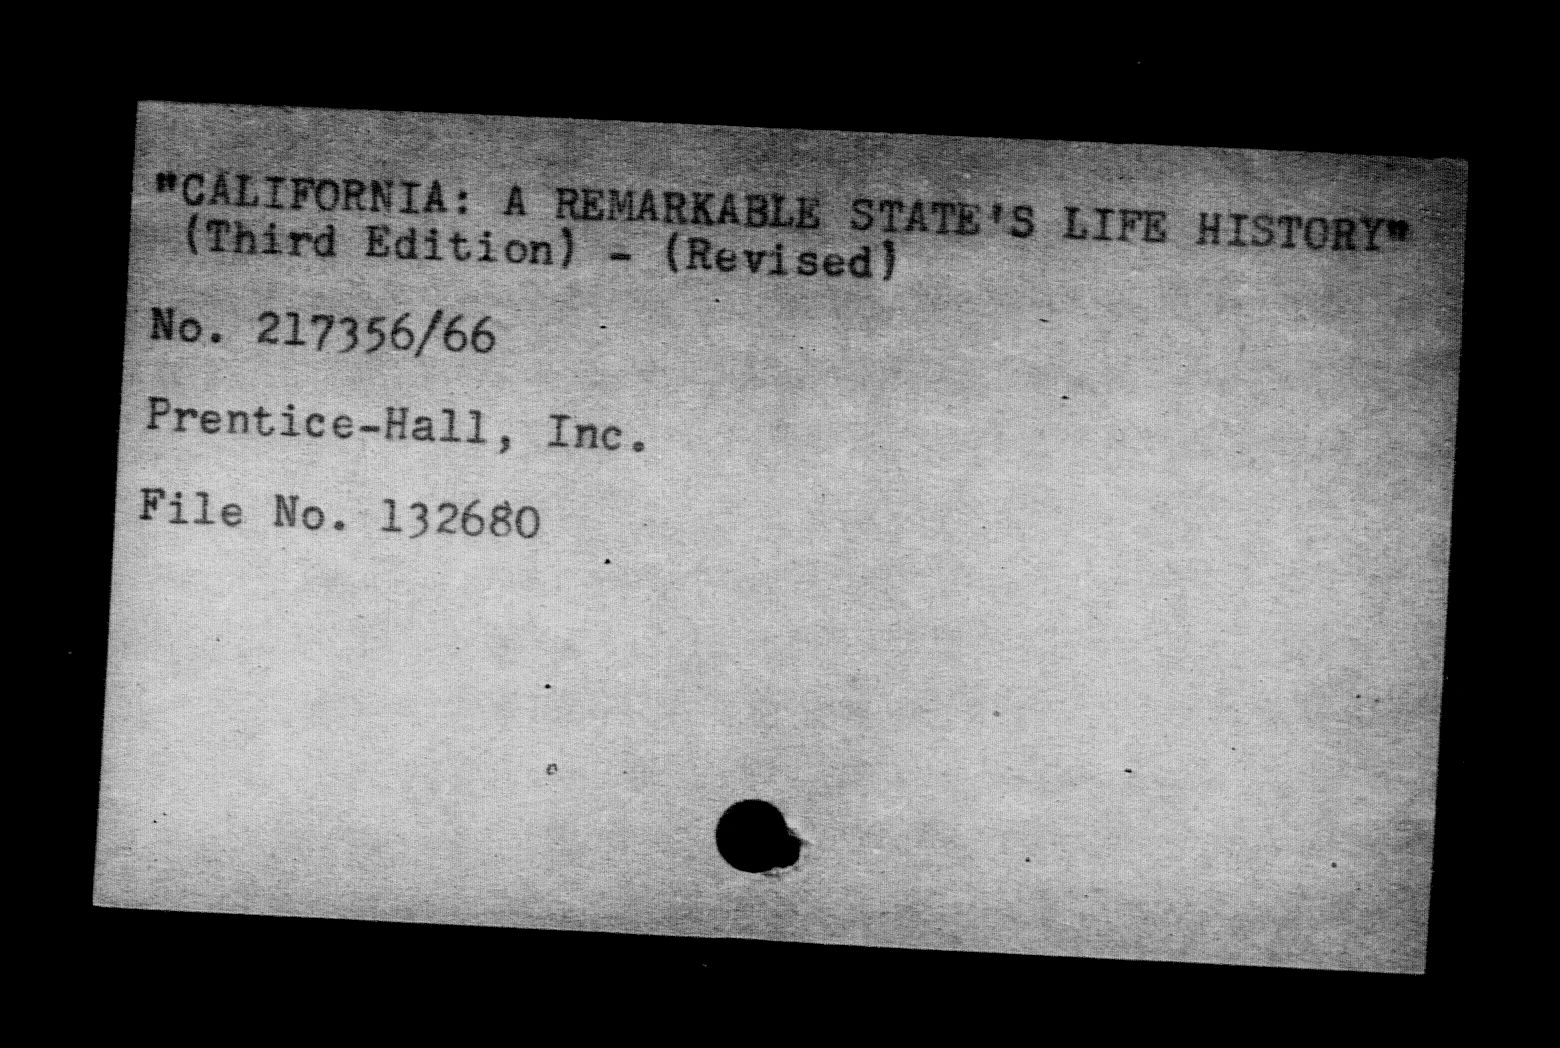 "CALIFORNIA: A REMARKABLE STATE'S LIFE HISTORY"
(Third Edition) - (Revised)
No. 217356/66
Prentice-Hall, Inc.
File No. 132680